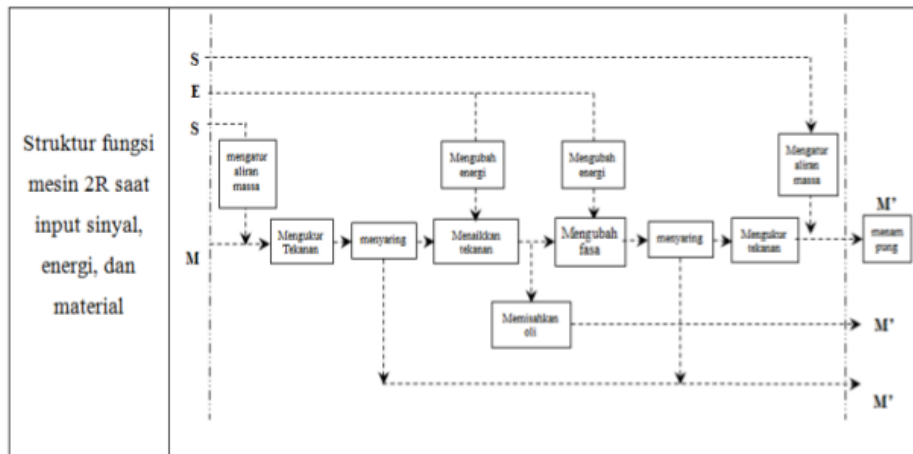 Struktur fungsi
mesin 2R saat
input sinyal,
energi, dan
material
S
E
S
M
mengatur
aliran
massa
Mengukur
Tekanan
menyaring
Mengubah
energi
Menaikkan
tekanan
Memisahkan
oli
Mengubah
energi
Mengubah
fasa
menyaring
Mengukur
tekanan
Mengatur
aliran
massa
M’
menam
pung
M’
M’